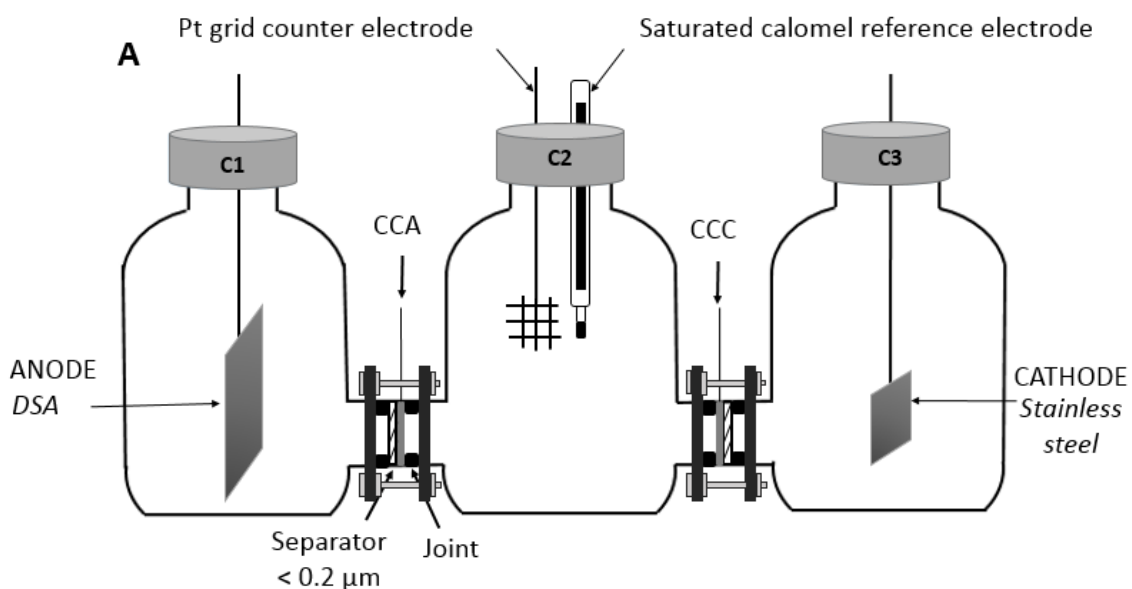 A
Pt grid counter electrode
Saturated calomel reference electrode
C1
C2
C3
CCA
CCC
ANODE
DSA
CATHODE
Stainless
steel
Separator
< 0.2 µm
Joint